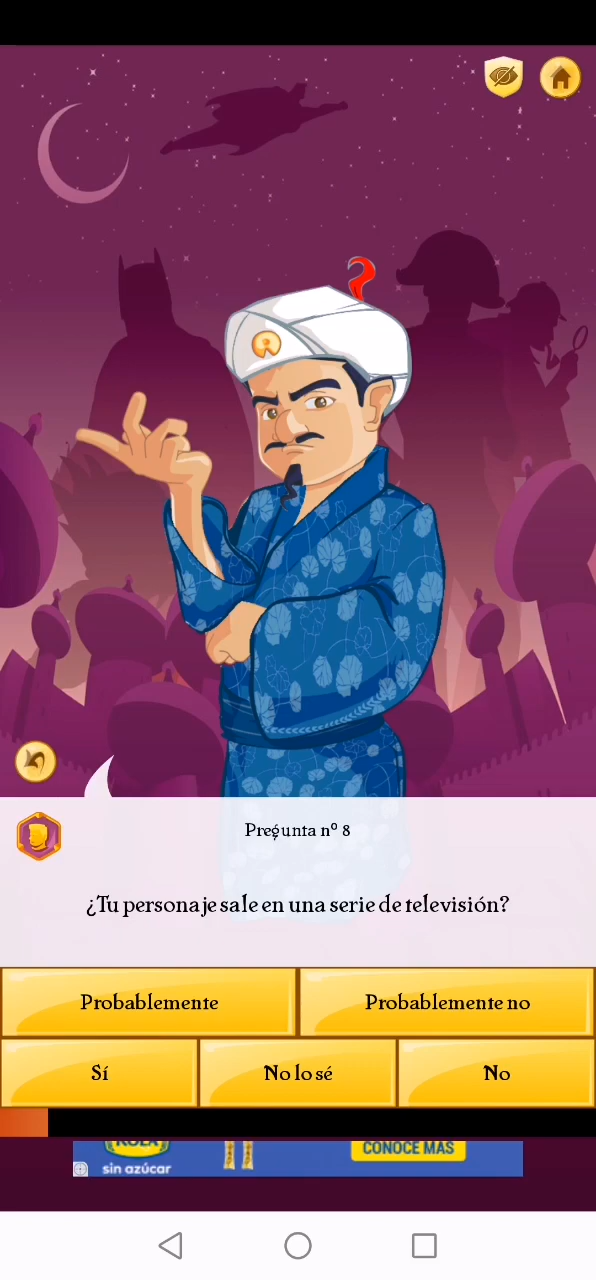 Pregunta nº 8
¿Tu personaje sale en una serie de televisión?
Probablemente
Probablemente no
Sí
No lo sé
No
sin azúcar
CONOCE MÁS